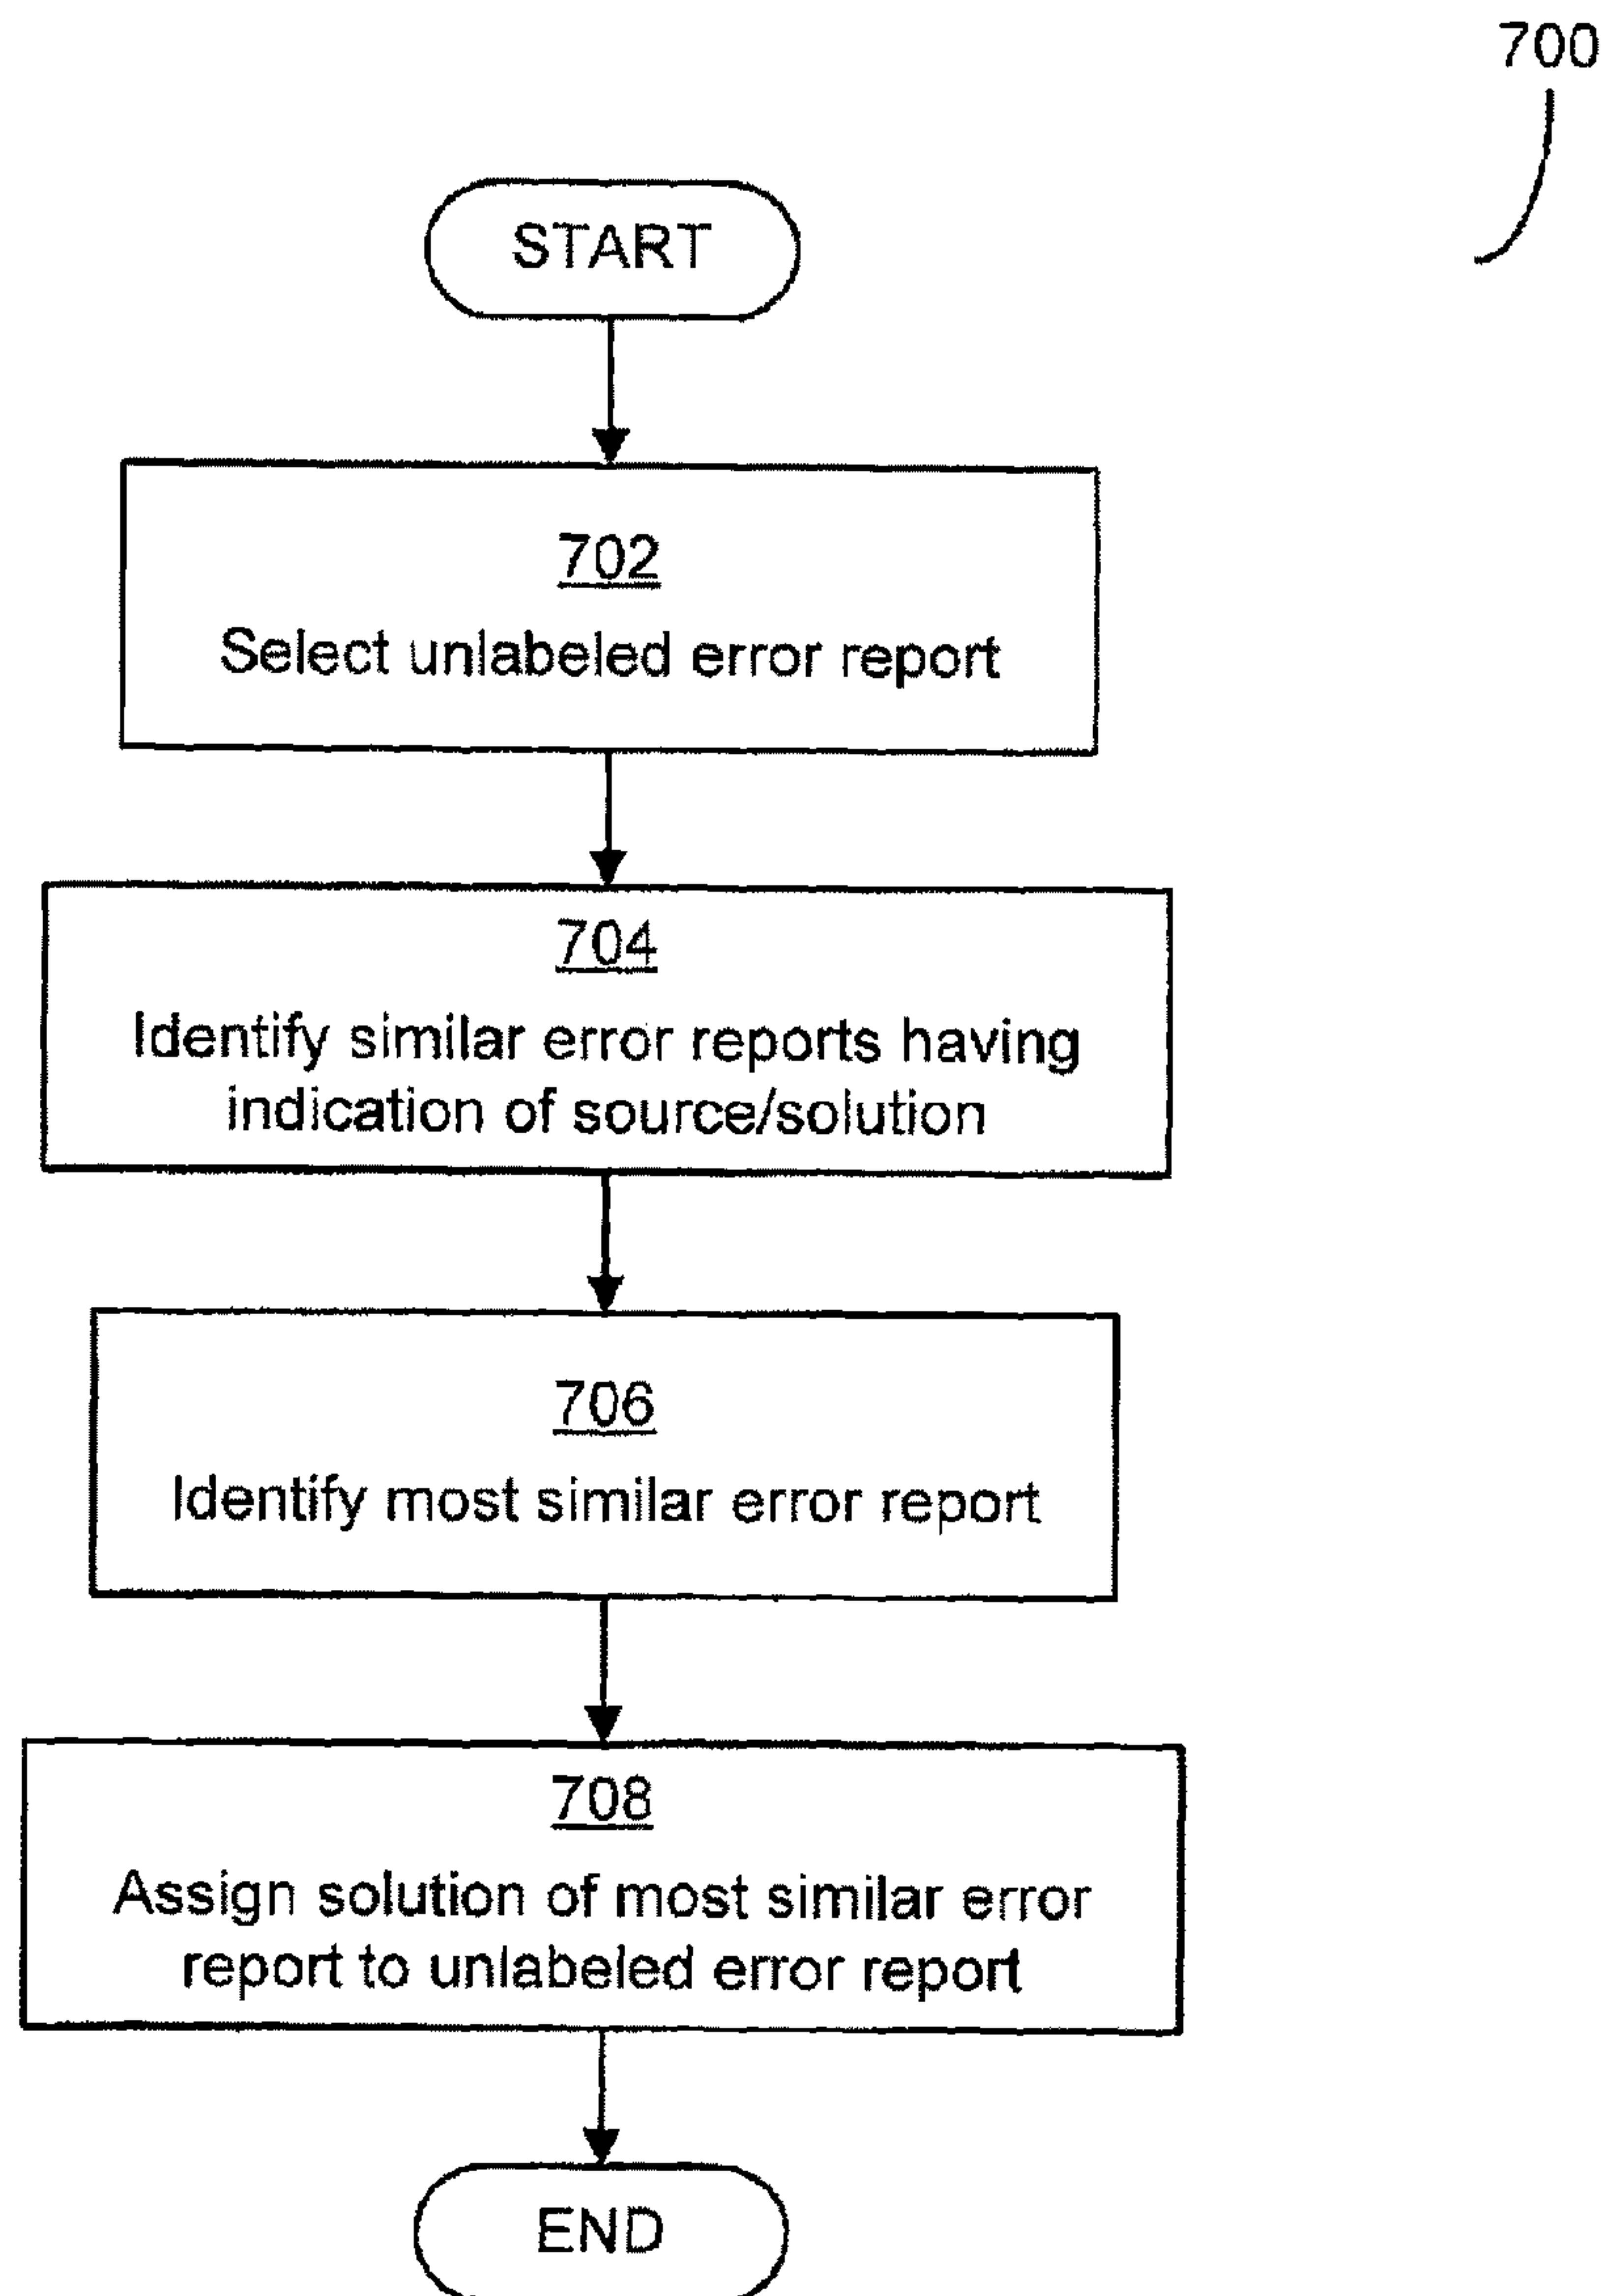 700
START
702
Select unlabeled error report
704
Identify similar error reports having
indication of source/solution
706
Identify most similar error report
708
Assign solution of most similar error
report to unlabeled error report
END